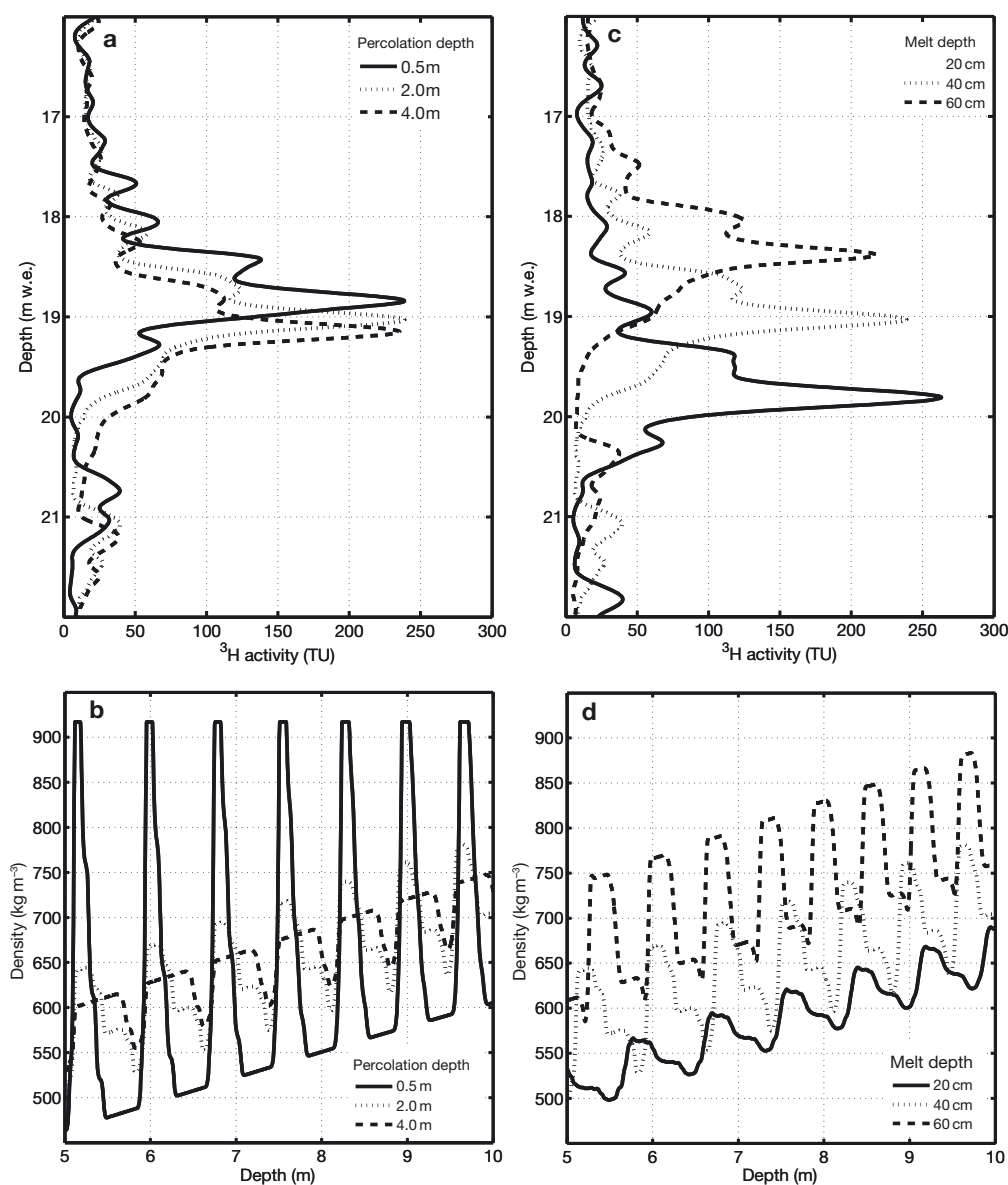 a
Percolation depth
0.5 m
2.0 m
4.0 m
17
18
19
20
21
Depth (m w.e.)
0 50 100 150 200 250 300
³H activity (TU)
c
Melt depth
20 cm
40 cm
60 cm
17
18
19
20
21
Depth (m w.e.)
0 50 100 150 200 250 300
³H activity (TU)
b
900
850
800
750
700
650
600
550
500
Density (kg m⁻³)
Percolation depth
0.5 m
2.0 m
4.0 m
5 6 7 8 9 10
Depth (m)
d
900
850
800
750
700
650
600
550
500
Density (kg m⁻³)
Melt depth
20 cm
40 cm
60 cm
5 6 7 8 9 10
Depth (m)